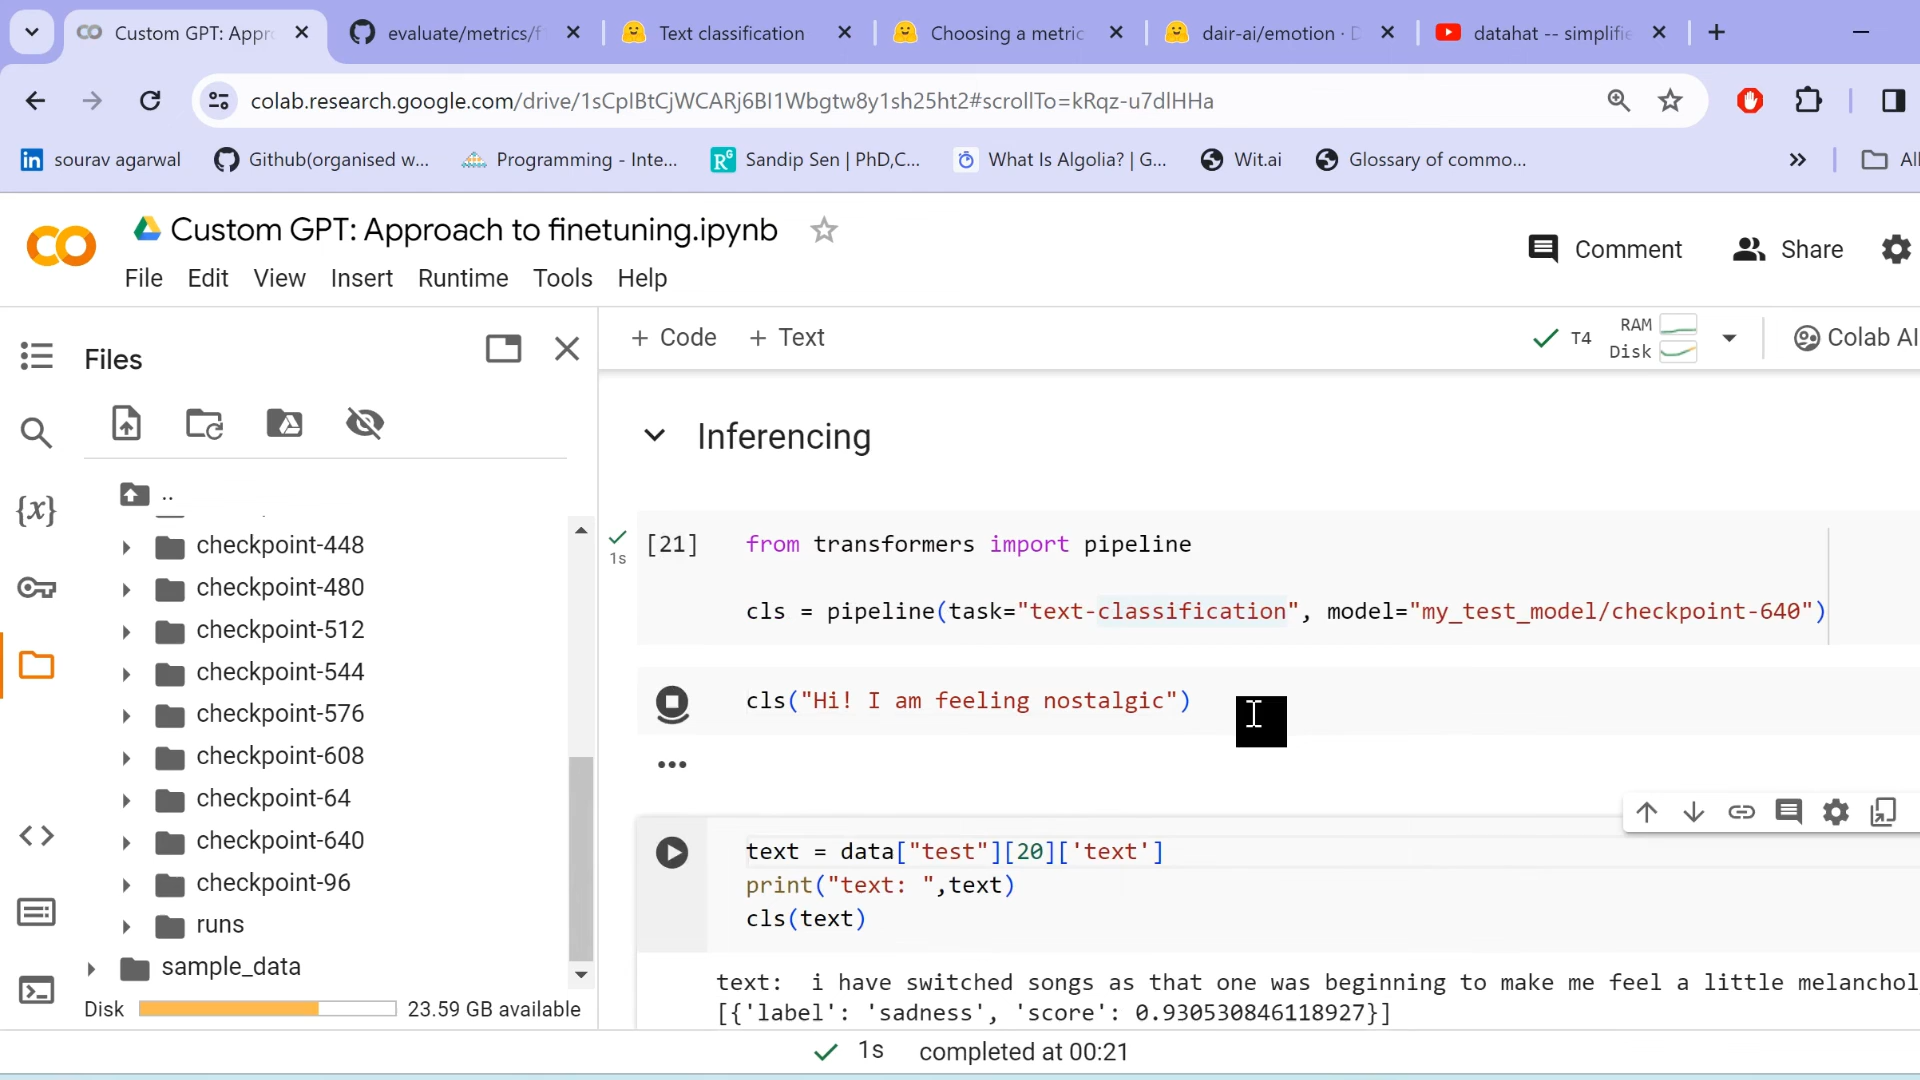 Custom GPT: Appr
evaluate/metrics/f
Text classification
Choosing a metric
dair-ai/emotion · D
datahat -- simplifie
colab.research.google.com/drive/1sCpIBtCjWCARj6BI1Wbgtw8y1sh25ht2#scrollTo=kRqz-u7dlHHa
sourav agarwal
Github(organised w...
Programming - Inte...
Sandip Sen | PhD,C...
What Is Algolia? | G...
Wit.ai
Glossary of commo...
All
Custom GPT: Approach to finetuning.ipynb
File Edit View Insert Runtime Tools Help
Comment
Share
Files
+ Code + Text
T4
RAM
Disk
Colab AI
..
checkpoint-448
checkpoint-480
checkpoint-512
checkpoint-544
checkpoint-576
checkpoint-608
checkpoint-64
checkpoint-640
checkpoint-96
runs
sample_data
Disk 23.59 GB available
Inferencing
1s
[21] from transformers import pipeline
cls = pipeline(task="text-classification", model="my_test_model/checkpoint-640")
cls("Hi! I am feeling nostalgic")
text = data["test"][20]['text']
print("text: ",text)
cls(text)
text: i have switched songs as that one was beginning to make me feel a little melanchol
[{'label': 'sadness', 'score': 0.930530846118927}]
1s completed at 00:21